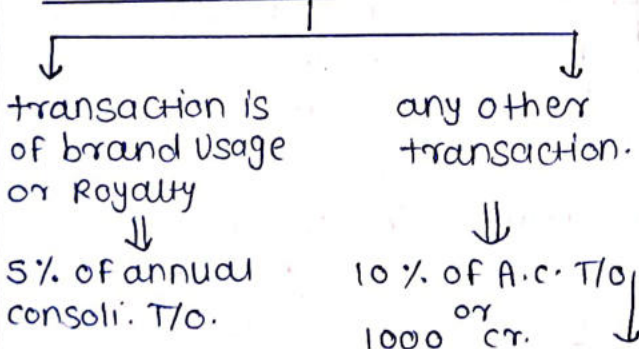 transaction is
of brand usage
or Royalty
5% of annual
consoli. T/O.
any other
transaction.
10 % of A.c. T/O
or
1000 cr.